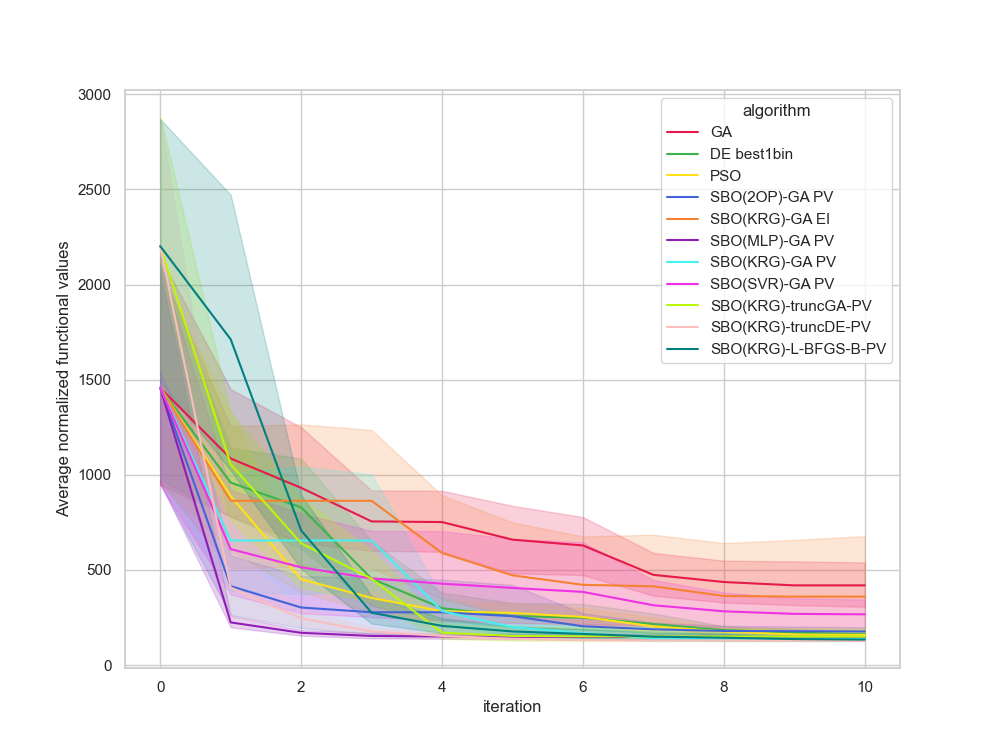 3000
2500
2000
1500
1000
500
0
Average normalized functional values
0
2
4
6
8
10
iteration
algorithm
GA
DE best1bin
PSO
SBO(2OP)-GA PV
SBO(KRG)-GA EI
SBO(MLP)-GA PV
SBO(KRG)-GA PV
SBO(SVR)-GA PV
SBO(KRG)-truncGA-PV
SBO(KRG)-truncDE-PV
SBO(KRG)-L-BFGS-B-PV